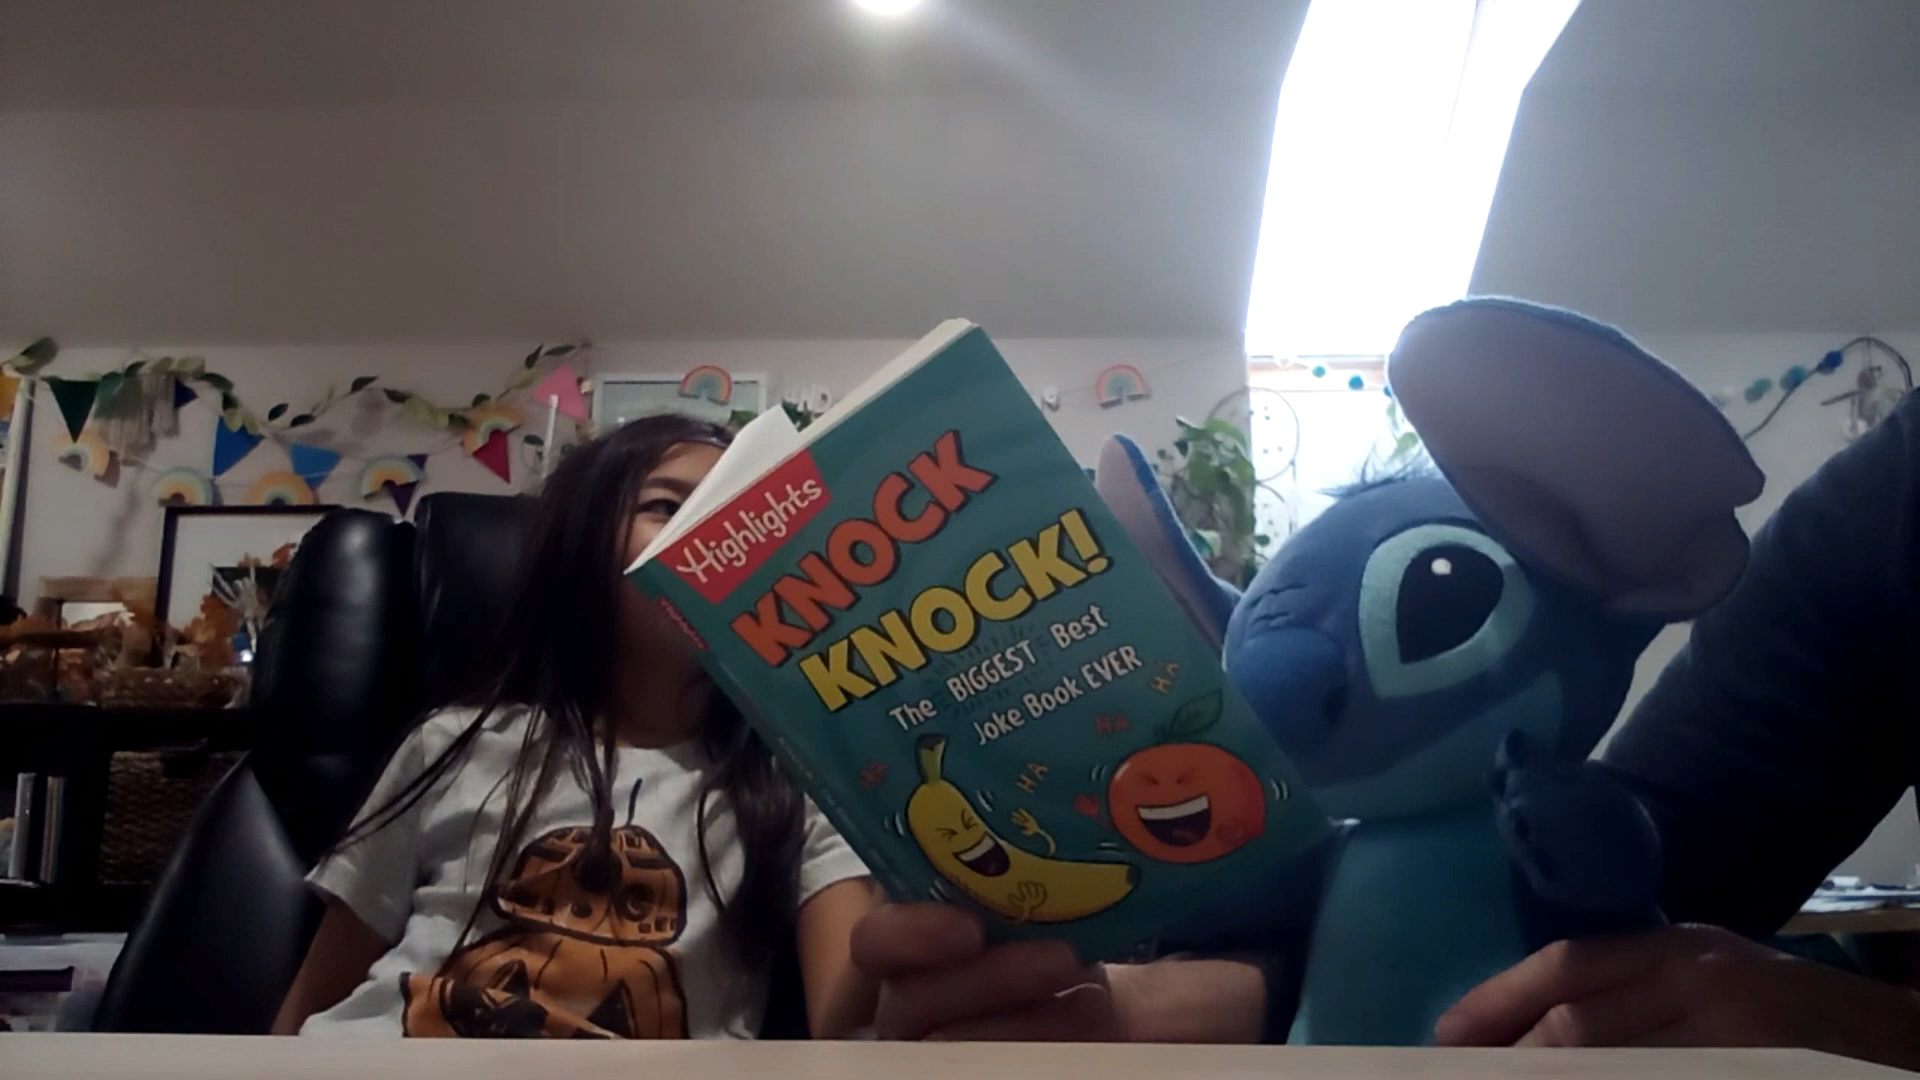 Highlights
KNOCK
KNOCK!
The BIGGEST Best
Joke Book EVER
HA
HA
HA
HA